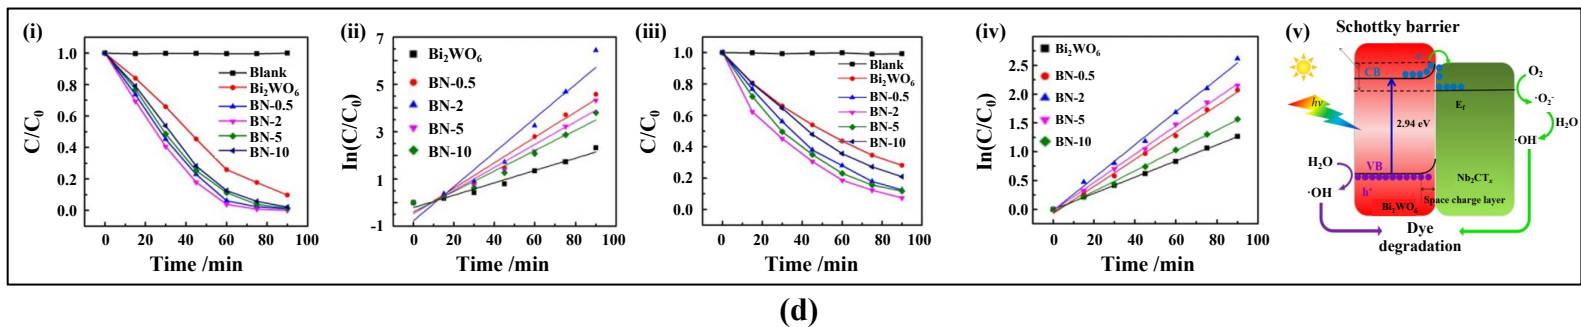 (i)
C/C₀
1.0
0.8
0.6
0.4
0.2
0.0
Blank
Bi₂WO₆
BN-0.5
BN-2
BN-5
BN-10
0 20 40 60 80 100
Time /min
(ii)
In(C/C₀)
7
5
3
1
-1
Bi₂WO₆
BN-0.5
BN-2
BN-5
BN-10
0 20 40 60 80 100
Time /min
(iii)
C/C₀
1.0
0.8
0.6
0.4
0.2
0.0
Blank
Bi₂WO₆
BN-0.5
BN-2
BN-5
BN-10
0 20 40 60 80 100
Time /min
(iv)
In(C/C₀)
2.5
2.0
1.5
1.0
0.5
0.0
Bi₂WO₆
BN-0.5
BN-2
BN-5
BN-10
0 20 40 60 80 100
Time /min
(v)
Schottky barrier
CB
hv
2.94 eV
Ef
O₂
·O₂⁻
H₂O
·OH
H₂O
VB
·OH
h⁺
Nb₂CTₓ
Space charge layer
Bi₂WO₆
Dye
degradation
(d)